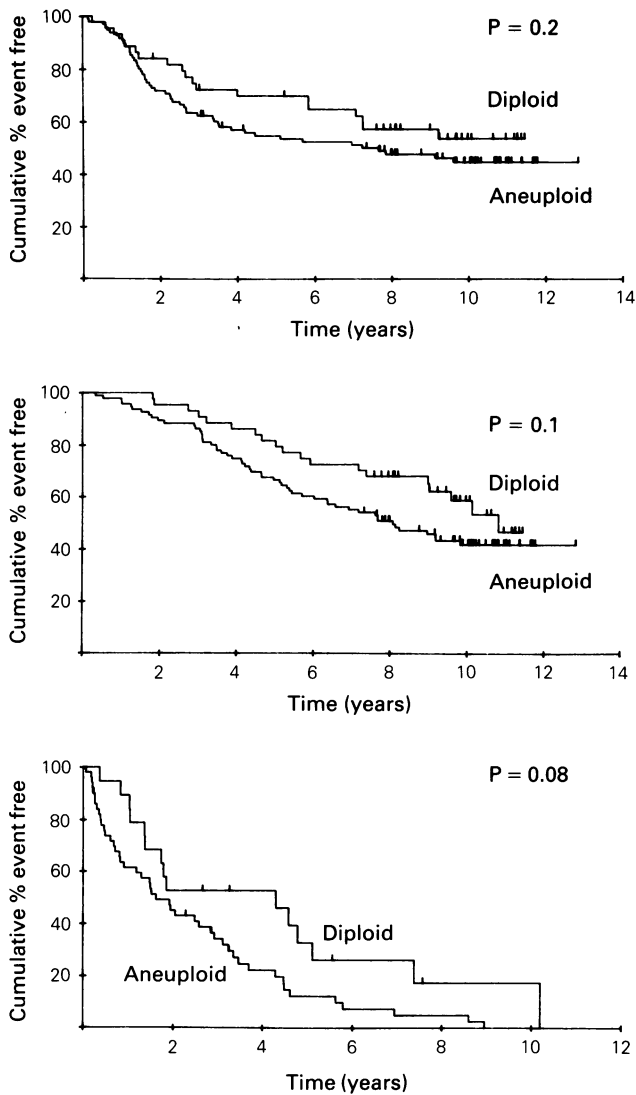 100
P = 0.2
80
Diploid
60
40
Aneuploid
20
Cumulative % event free
2 4 6 8 10 12 14
Time (years)
100
P = 0.1
80
Diploid
60
40
Aneuploid
20
Cumulative % event free
2 4 6 8 10 12 14
Time (years)
100
P = 0.08
80
60
40
Diploid
Aneuploid
20
Cumulative % event free
2 4 6 8 10 12
Time (years)